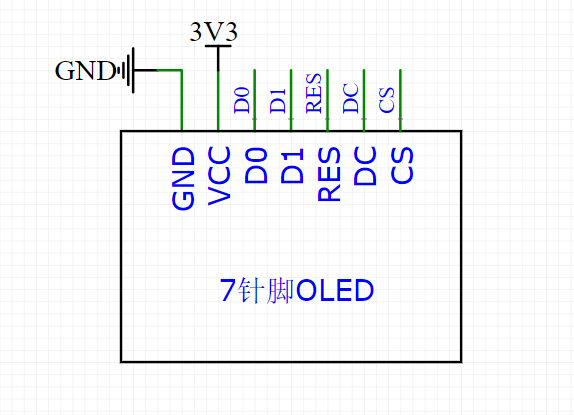 3V3
GND
D0
D1
RES
DC
CS
GND
VCC
D0
D1
RES
DC
CS
7针脚OLED